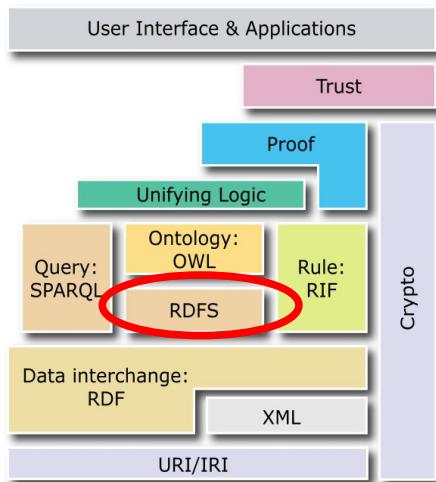 User Interface & Applications
Trust
Proof
Unifying Logic
Query:
SPARQL
Ontology:
OWL
RDFS
Rule:
RIF
Crypto
Data interchange:
RDF
XML
URI/IRI